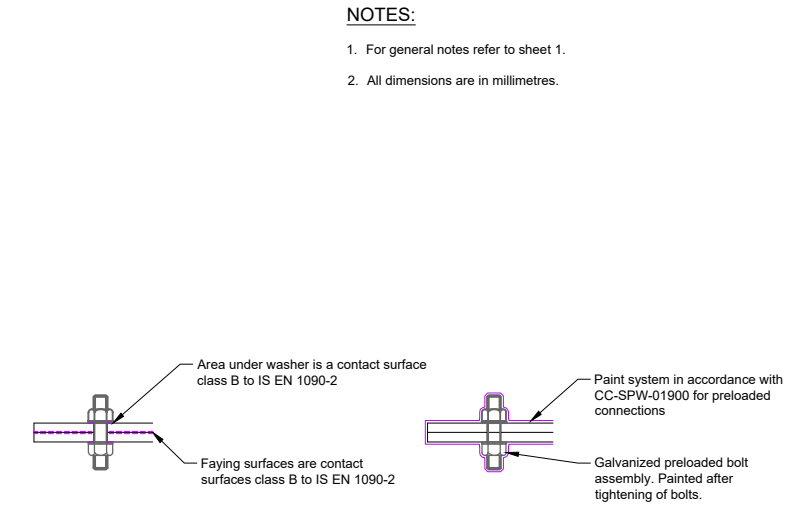 NOTES:
1. For general notes refer to sheet 1.
2. All dimensions are in millimetres.
Area under washer is a contact surface
class B to IS EN 1090-2
Faying surfaces are contact
surfaces class B to IS EN 1090-2
Paint system in accordance with
CC-SPW-01900 for preloaded
connections
Galvanized preloaded bolt
assembly. Painted after
tightening of bolts.